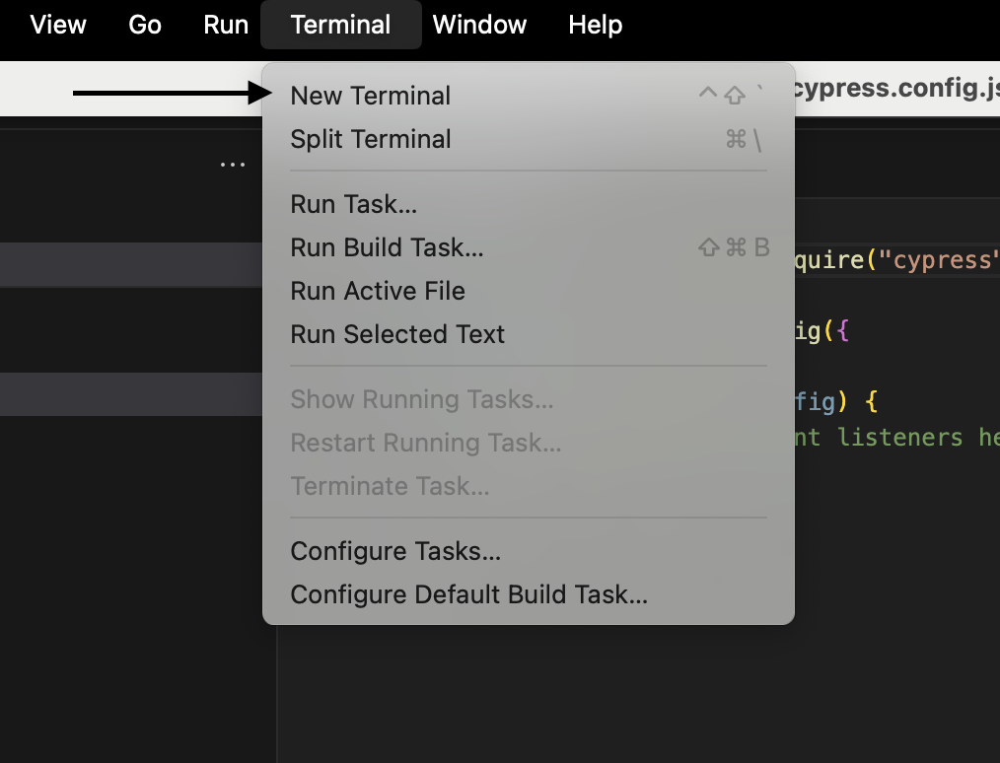 View Go Run Terminal Window Help
New Terminal ^⇧`
Split Terminal ⌘\
Run Task...
Run Build Task... ⇧⌘B
Run Active File
Run Selected Text
Show Running Tasks...
Restart Running Task...
Terminate Task...
Configure Tasks...
Configure Default Build Task...
cypress.config.js
...
quire("cypress"
ig({
fig) {
nt listeners he